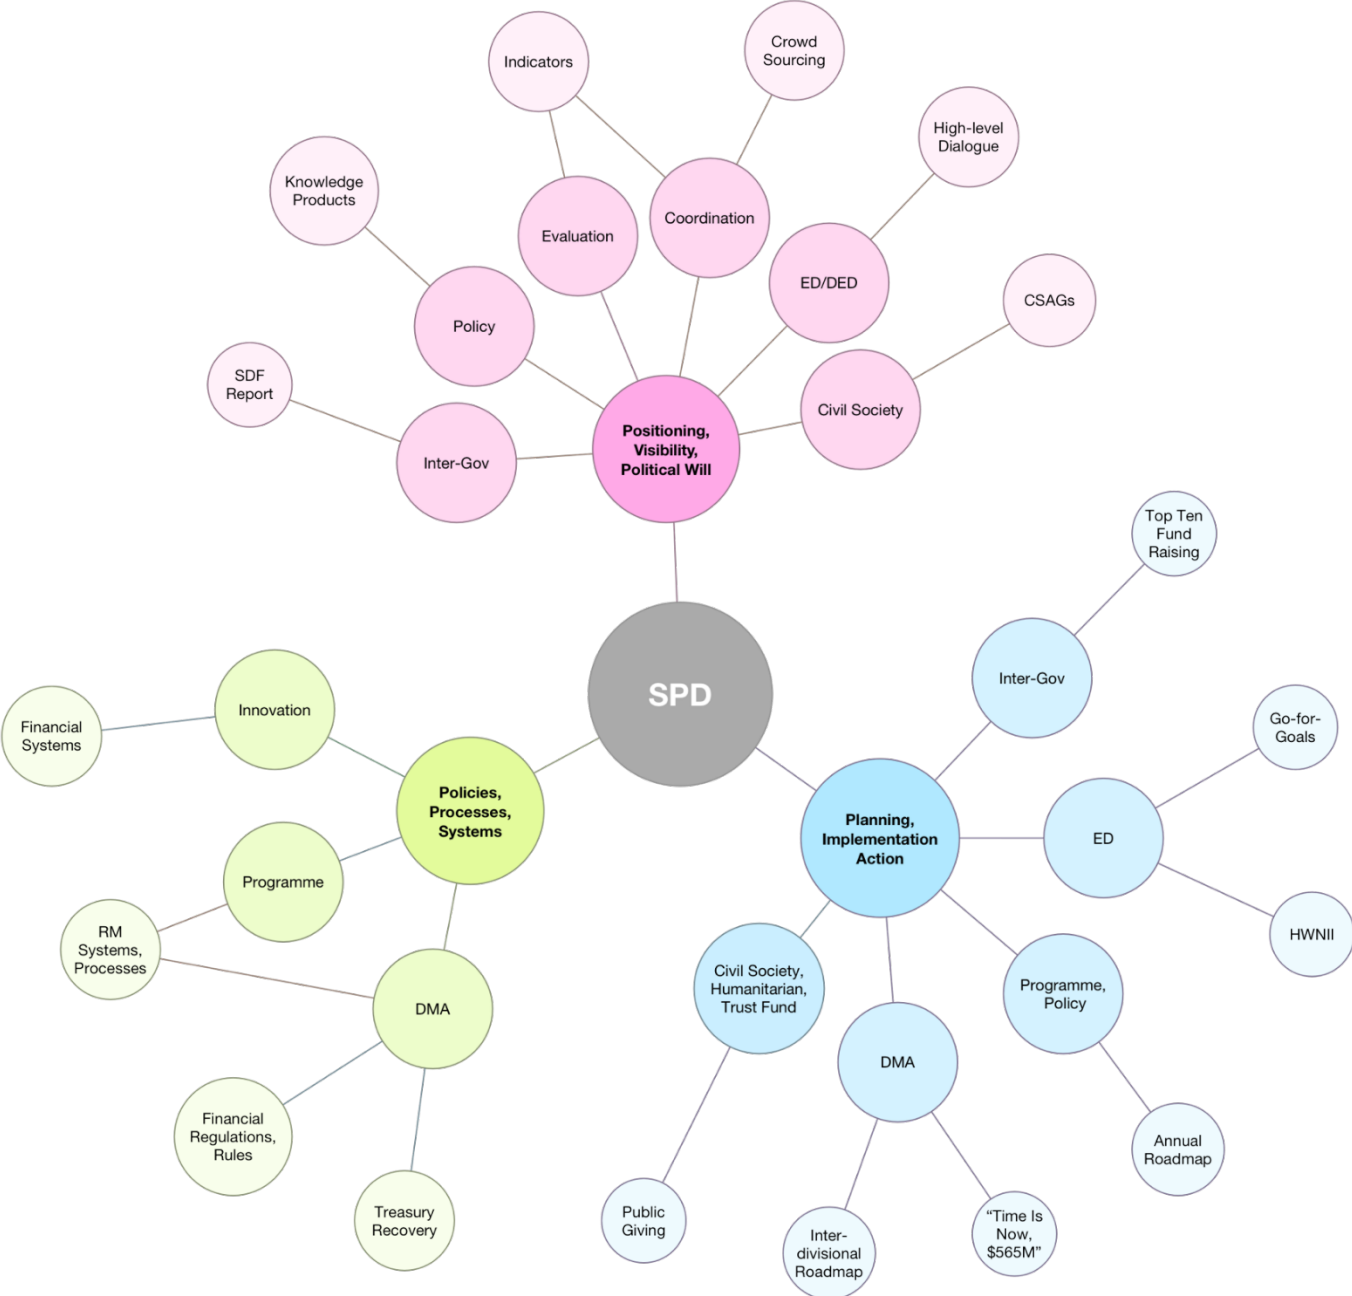 Indicators
Crowd
Sourcing
High-level
Dialogue
Knowledge
Products
Evaluation
Coordination
ED/DED
CSAGs
Policy
SDF
Report
Inter-Gov
Positioning,
Visibility,
Political Will
Civil Society
SPD
Top Ten
Fund
Raising
Inter-Gov
Go-for-
Goals
Planning,
Implementation
Action
ED
HWNII
Programme,
Policy
Annual
Roadmap
Civil Society,
Humanitarian,
Trust Fund
DMA
Public
Giving
Inter-
divisional
Roadmap
“Time Is
Now,
$565M”
Policies,
Processes,
Systems
Innovation
Financial
Systems
Programme
RM
Systems,
Processes
DMA
Financial
Regulations,
Rules
Treasury
Recovery